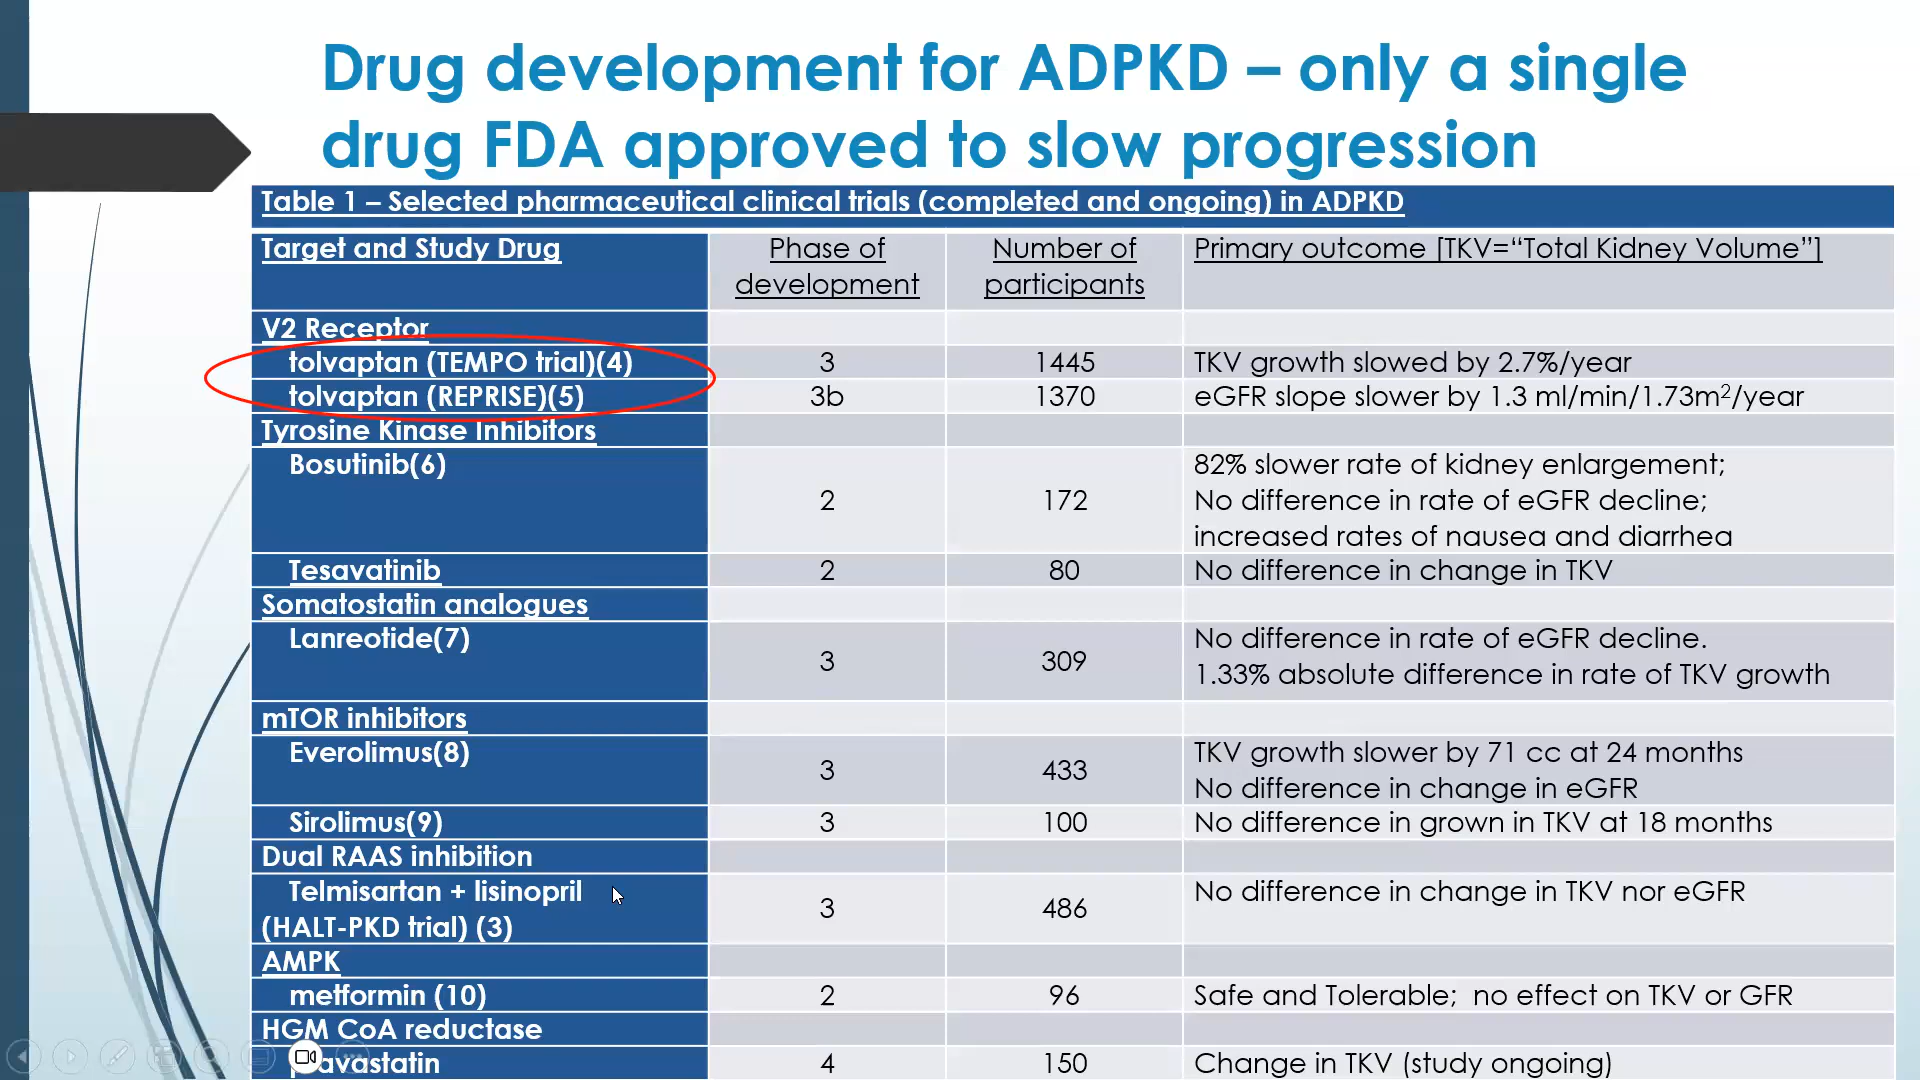 Drug development for ADPKD – only a single
drug FDA approved to slow progression
Table 1 – Selected pharmaceutical clinical trials (completed and ongoing) in ADPKD
Target and Study Drug Phase of development Number of participants Primary outcome [TKV=“Total Kidney Volume”]
V2 Receptor
tolvaptan (TEMPO trial)(4) 3 1445 TKV growth slowed by 2.7%/year
tolvaptan (REPRISE)(5) 3b 1370 eGFR slope slower by 1.3 ml/min/1.73m²/year
Tyrosine Kinase Inhibitors
Bosutinib(6) 2 172 82% slower rate of kidney enlargement;
No difference in rate of eGFR decline;
increased rates of nausea and diarrhea
Tesavatinib 2 80 No difference in change in TKV
Somatostatin analogues
Lanreotide(7) 3 309 No difference in rate of eGFR decline.
1.33% absolute difference in rate of TKV growth
mTOR inhibitors
Everolimus(8) 3 433 TKV growth slower by 71 cc at 24 months
No difference in change in eGFR
Sirolimus(9) 3 100 No difference in grown in TKV at 18 months
Dual RAAS inhibition
Telmisartan + lisinopril
(HALT-PKD trial) (3) 3 486 No difference in change in TKV nor eGFR
AMPK
metformin (10) 2 96 Safe and Tolerable;  no effect on TKV or GFR
HGM CoA reductase
pravastatin 4 150 Change in TKV (study ongoing)